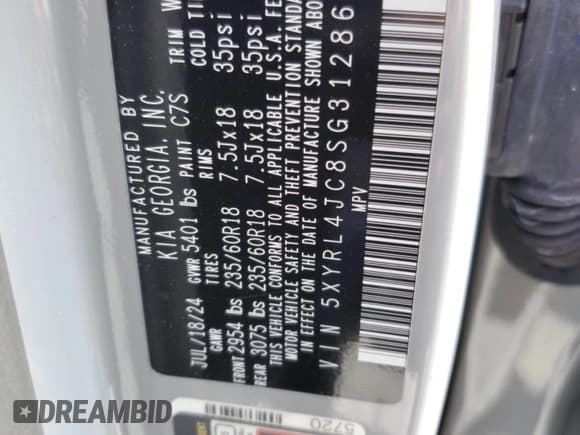 MANUFACTURED BY
KIA GEORGIA, INC.
JUL/18/24 GVWR 5401 lbs PAINT C7S TRIM W
GAWR TIRES RIMS COLD TI
FRONT 2954 lbs 235/60R18 7.5Jx18 35psi
REAR 3075 lbs 235/60R18 7.5Jx18 35psi
THIS VEHICLE CONFORMS TO ALL APPLICABLE U.S.A. FE
MOTOR VEHICLE SAFETY AND THEFT PREVENTION STANDA
IN EFFECT ON THE DATE OF MANUFACTURE SHOWN ABO
VIN 5XYRL4JC8SG31286
MPV
5720
DREAMBID